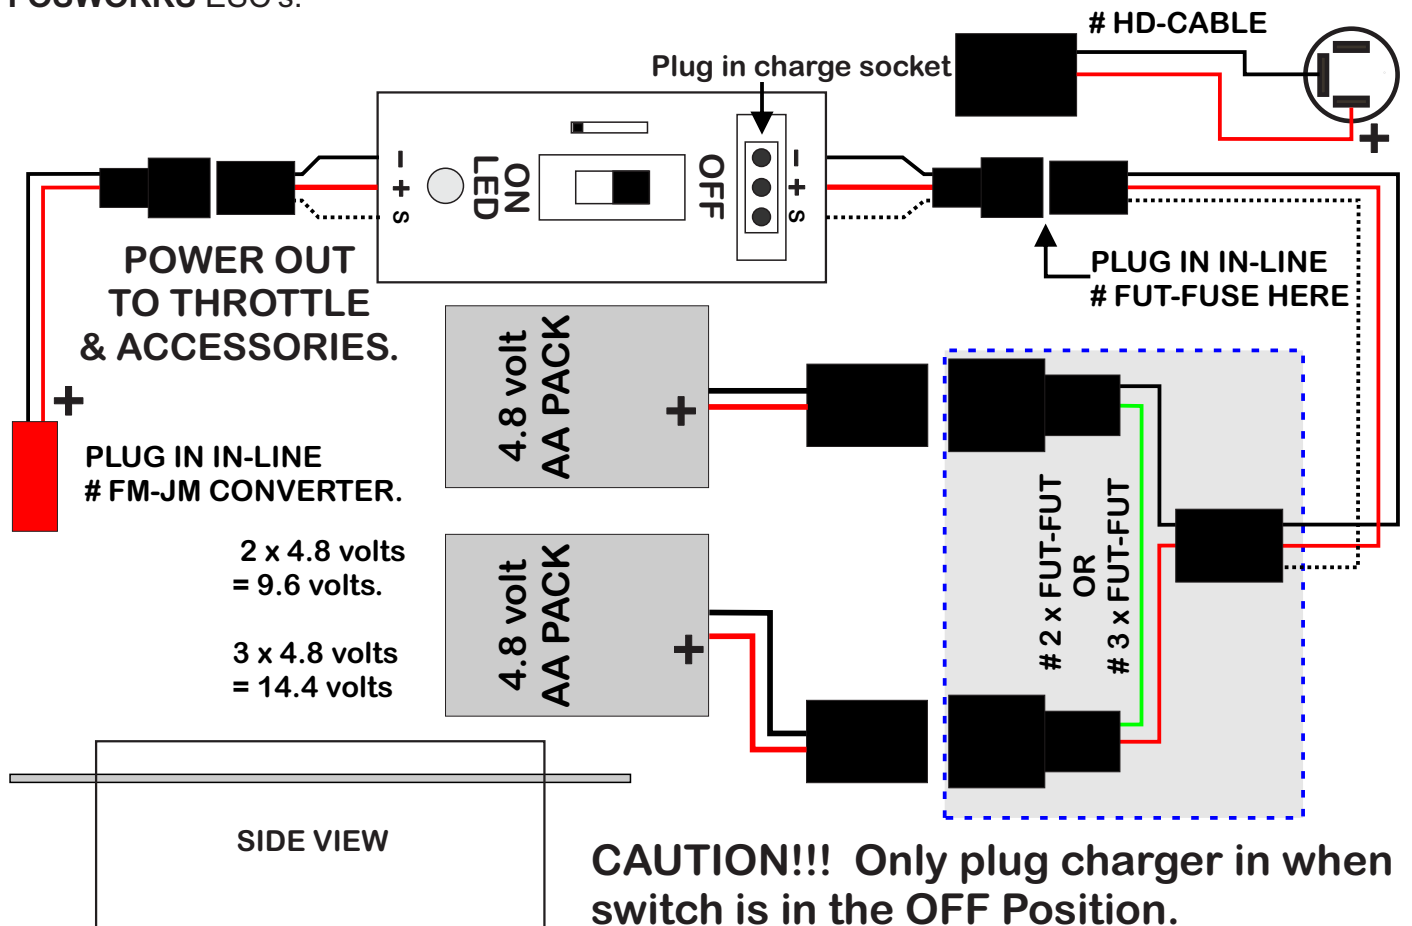 # HD-CABLE
Plug in charge socket
+
- + s
LED
ON
OFF
- + s
POWER OUT
TO THROTTLE
& ACCESSORIES.
PLUG IN IN-LINE
# FUT-FUSE HERE
+
PLUG IN IN-LINE
# FM-JM CONVERTER.
4.8 volt
AA PACK
+
2 x 4.8 volts
= 9.6 volts.
3 x 4.8 volts
= 14.4 volts
4.8 volt
AA PACK
+
# 2 x FUT-FUT
OR
# 3 x FUT-FUT
SIDE VIEW
CAUTION!!! Only plug charger in when
switch is in the OFF Position.